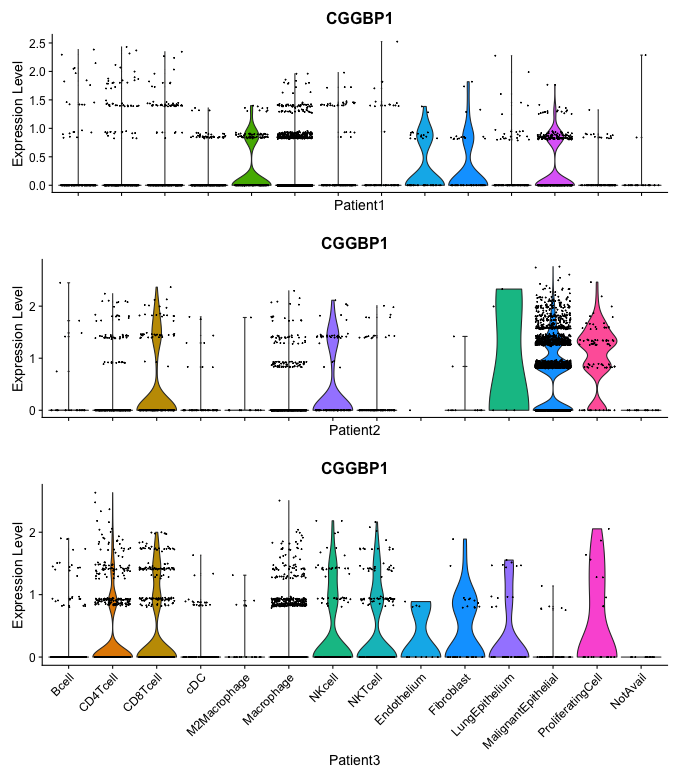 CGGBP1
Expression Level
2.5
2.0
1.5
1.0
0.5
0.0
Patient1
CGGBP1
Expression Level
2
1
0
Patient2
CGGBP1
Expression Level
2
1
0
Bcell
CD4Tcell
CD8Tcell
cDC
M2Macrophage
Macrophage
NKcell
NKTcell
Endothelium
Fibroblast
LungEpithelium
MalignantEpithelial
ProliferatingCell
NotAvail
Patient3